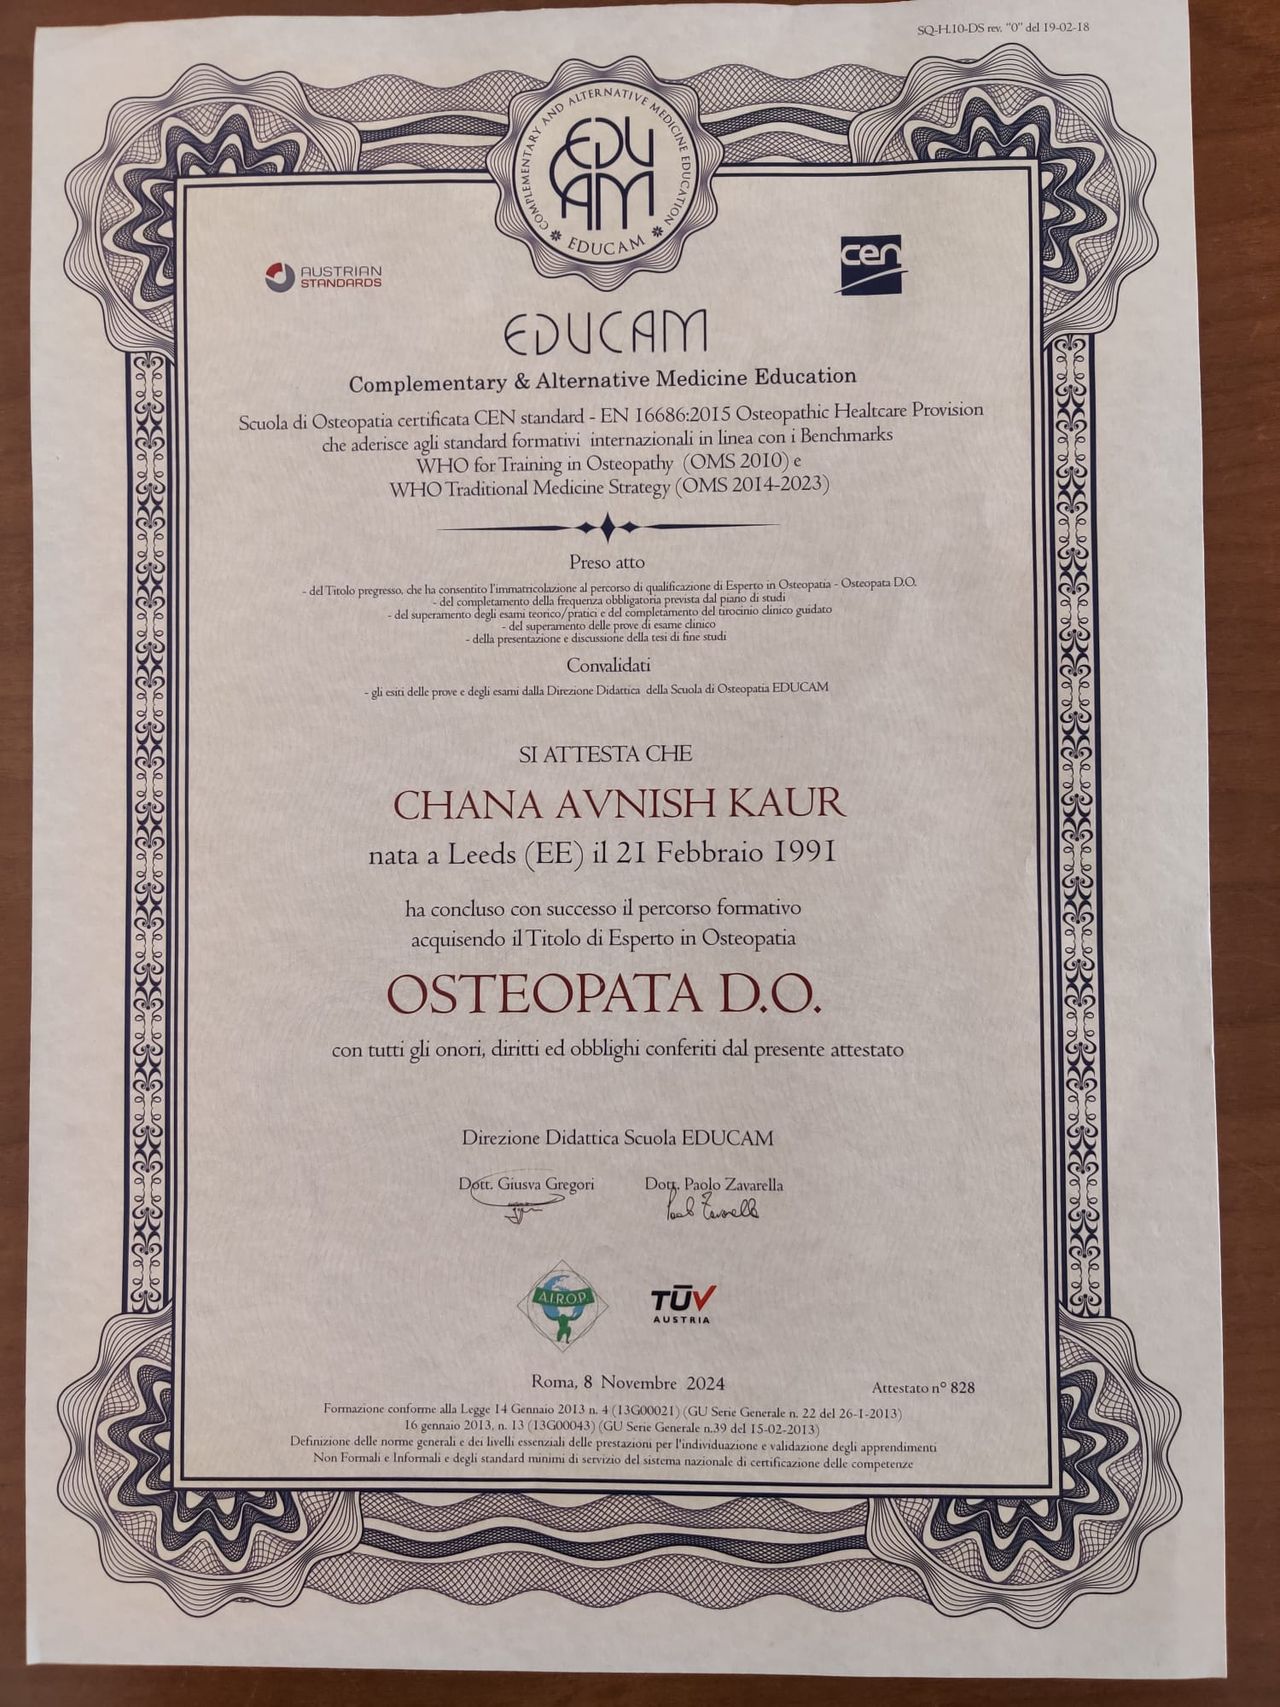 SQ-H.10-DS rev. "0" del 19-02-18
COMPLEMENTARY AND ALTERNATIVE MEDICINE EDUCATION
EDU
CAM
EDUCAM
AUSTRIAN
STANDARDS
cen
EDUCAM
Complementary & Alternative Medicine Education
Scuola di Osteopatia certificata CEN standard - EN 16686:2015 Osteopathic Healtcare Provision
che aderisce agli standard formativi internazionali in linea con i Benchmarks
WHO for Training in Osteopathy (OMS 2010) e
WHO Traditional Medicine Strategy (OMS 2014-2023)
Preso atto
- del Titolo pregresso, che ha consentito l'immatricolazione al percorso di qualificazione di Esperto in Osteopatia - Osteopata D.O.
- del completamento della frequenza obbligatoria prevista dal piano di studi
- del superamento degli esami teorico/pratici e del completamento del tirocinio clinico guidato
- del superamento delle prove di esame clinico
- della presentazione e discussione della tesi di fine studi
Convalidati
- gli esiti delle prove e degli esami dalla Direzione Didattica della Scuola di Osteopatia EDUCAM
SI ATTESTA CHE
CHANA AVNISH KAUR
nata a Leeds (EE) il 21 Febbraio 1991
ha concluso con successo il percorso formativo
acquisendo il Titolo di Esperto in Osteopatia
OSTEOPATA D.O.
con tutti gli onori, diritti ed obblighi conferiti dal presente attestato
Direzione Didattica Scuola EDUCAM
Dott. Giusva Gregori Dott. Paolo Zavarella
Paolo Zavarella
A.I.R.O.P. TÜV
AUSTRIA
Roma, 8 Novembre 2024
Attestato n° 828
Formazione conforme alla Legge 14 Gennaio 2013 n. 4 (13G00021) (GU Serie Generale n. 22 del 26-1-2013)
16 gennaio 2013, n. 13 (13G00043) (GU Serie Generale n.39 del 15-02-2013)
Definizione delle norme generali e dei livelli essenziali delle prestazioni per l'individuazione e validazione degli apprendimenti
Non Formali e Informali e degli standard minimi di servizio del sistema nazionale di certificazione delle competenze